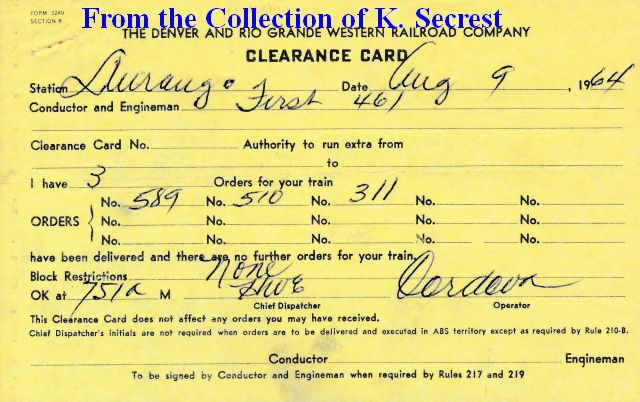 FORM 3249
SECTION B
From the Collection of K. Secrest
THE DENVER AND RIO GRANDE WESTERN RAILROAD COMPANY
CLEARANCE CARD
Station Durango Date Aug 9, 1964
Conductor and Engineman First 461
Clearance Card No. Authority to run extra from
to
I have 3 Orders for your train
No. 589 No. 510 No. 311 No. No.
ORDERS { No. No. No. No. No.
No. No. No. No. No.
have been delivered and there are no further orders for your train.
Block Restrictions None
OK at 751a M HWE Cordova
Chief Dispatcher Operator
This Clearance Card does not affect any orders you may have received.
Chief Dispatcher's initials are not required when orders are to be delivered and executed in ABS territory except as required by Rule 210-B.
Conductor Engineman
To be signed by Conductor and Engineman when required by Rules 217 and 219